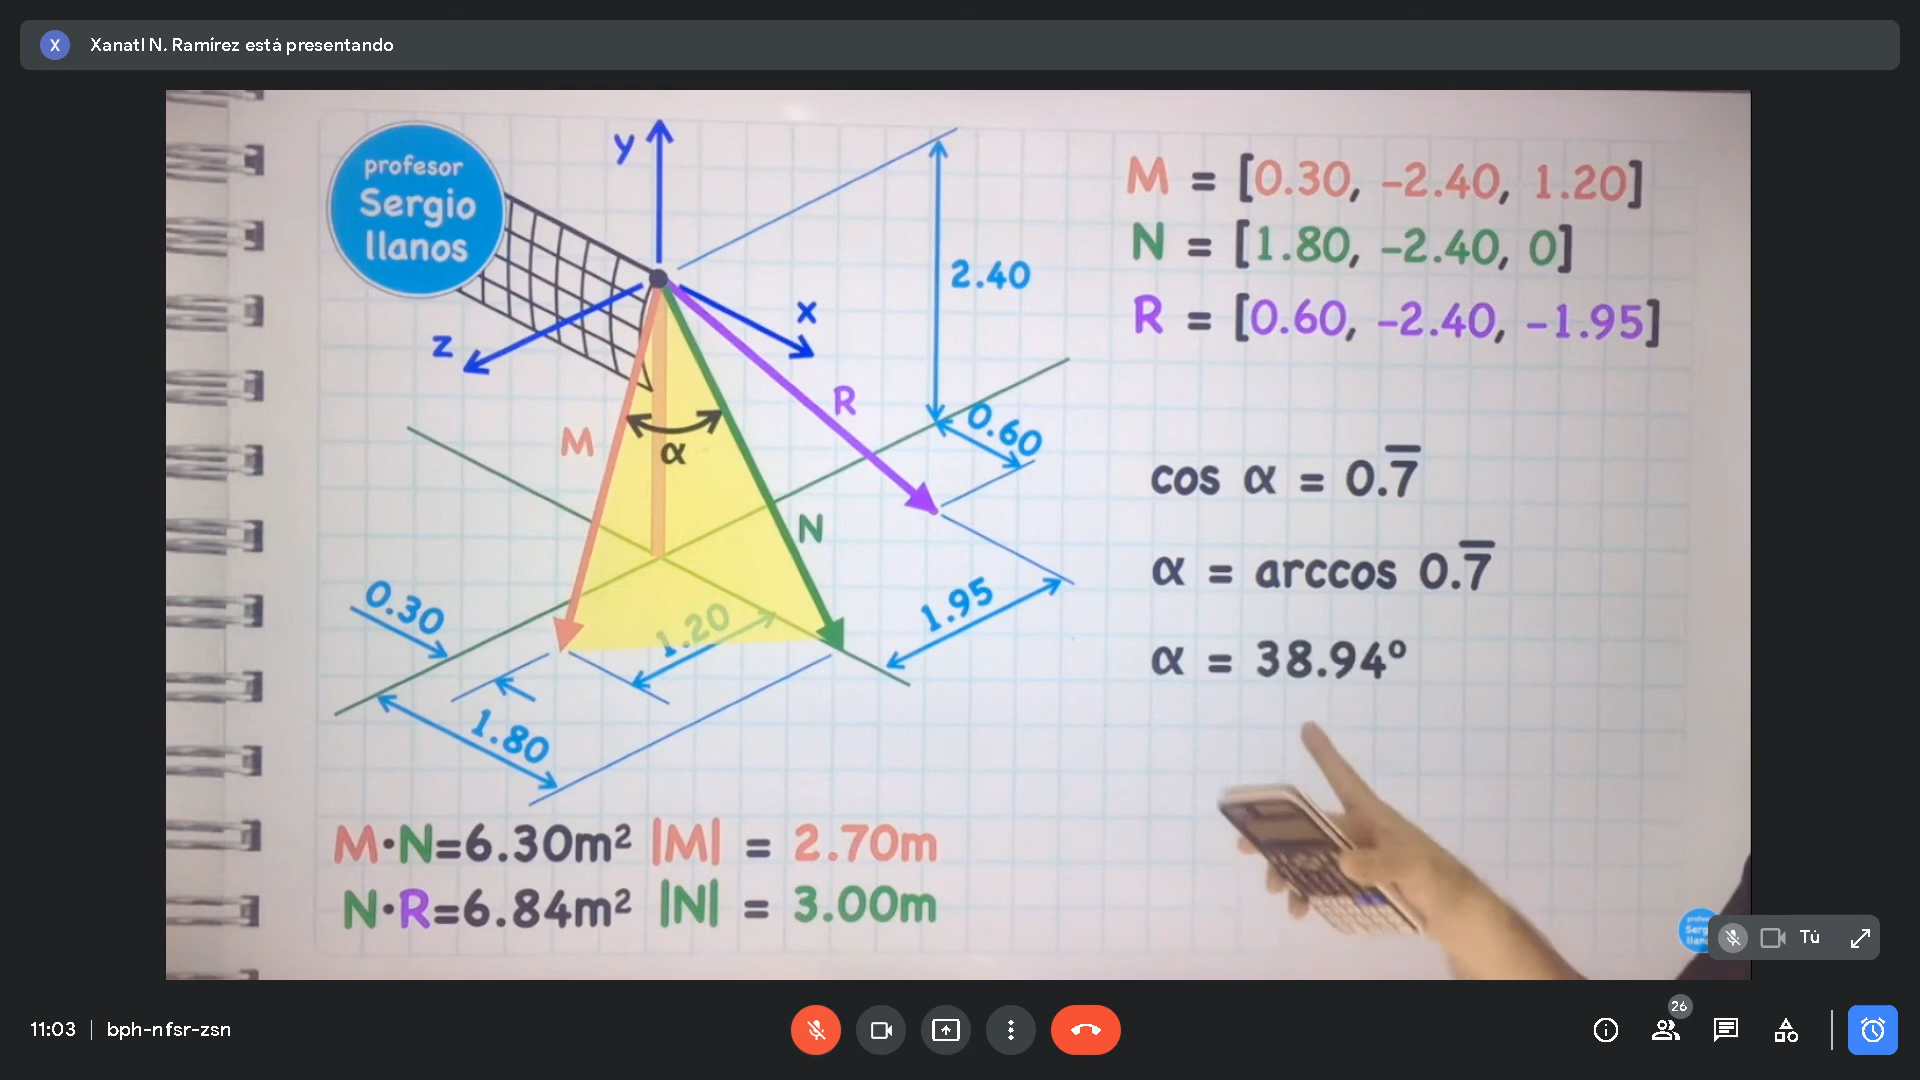 X Xanatl N. Ramírez está presentando
profesor
Sergio
llanos
y
x
z
2.40
0.60
R
M
α
N
0.30
1.20
1.95
1.80
M = [0.30, -2.40, 1.20]
N = [1.80, -2.40, 0]
R = [0.60, -2.40, -1.95]
cos α = 0.7̅
α = arccos 0.7̅
α = 38.94º
M·N=6.30m² |M| = 2.70m
N·R=6.84m² |N| = 3.00m
Tú
11:03 | bph-nfsr-zsn
26